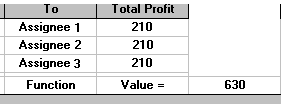 To Total Profit
Assignee 1 210
Assignee 2 210
Assignee 3 210
Function Value = 630